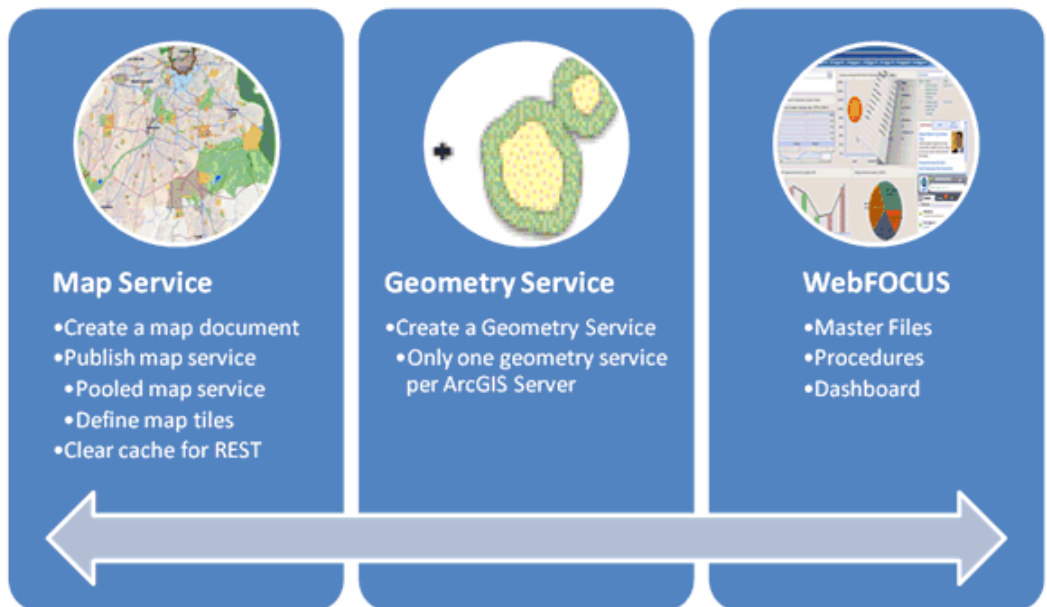 Map Service
•Create a map document
•Publish map service
•Pooled map service
•Define map tiles
•Clear cache for REST
Geometry Service
•Create a Geometry Service
•Only one geometry service
per ArcGIS Server
WebFOCUS
•Master Files
•Procedures
•Dashboard